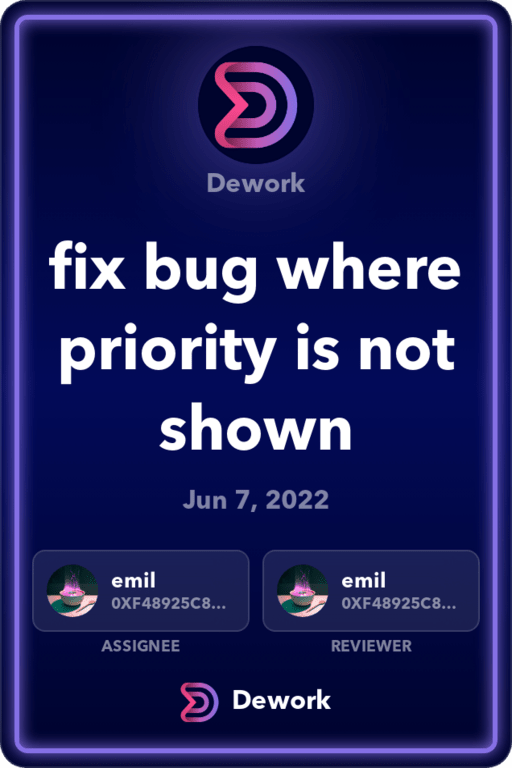 Dework
fix bug where
priority is not
shown
Jun 7, 2022
emil
0XF48925C8...
ASSIGNEE
emil
0XF48925C8...
REVIEWER
Dework